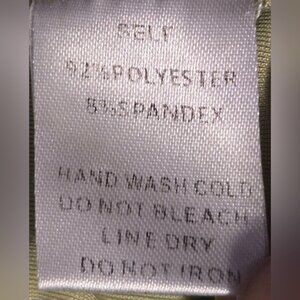 SELF
92%POLYESTER
8%SPANDEX
HAND WASH COLD
DO NOT BLEACH
LINE DRY
DO NOT IRON